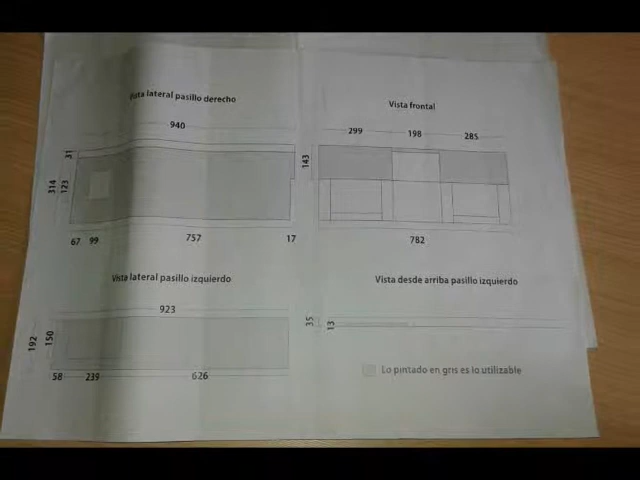 Vista lateral pasillo derecho
940
31
314
123
67 99 757 17
Vista frontal
299 198 285
143
782
Vista lateral pasillo izquierdo
923
192
150
58 239 626
Vista desde arriba pasillo izquierdo
35
13
Lo pintado en gris es lo utilizable